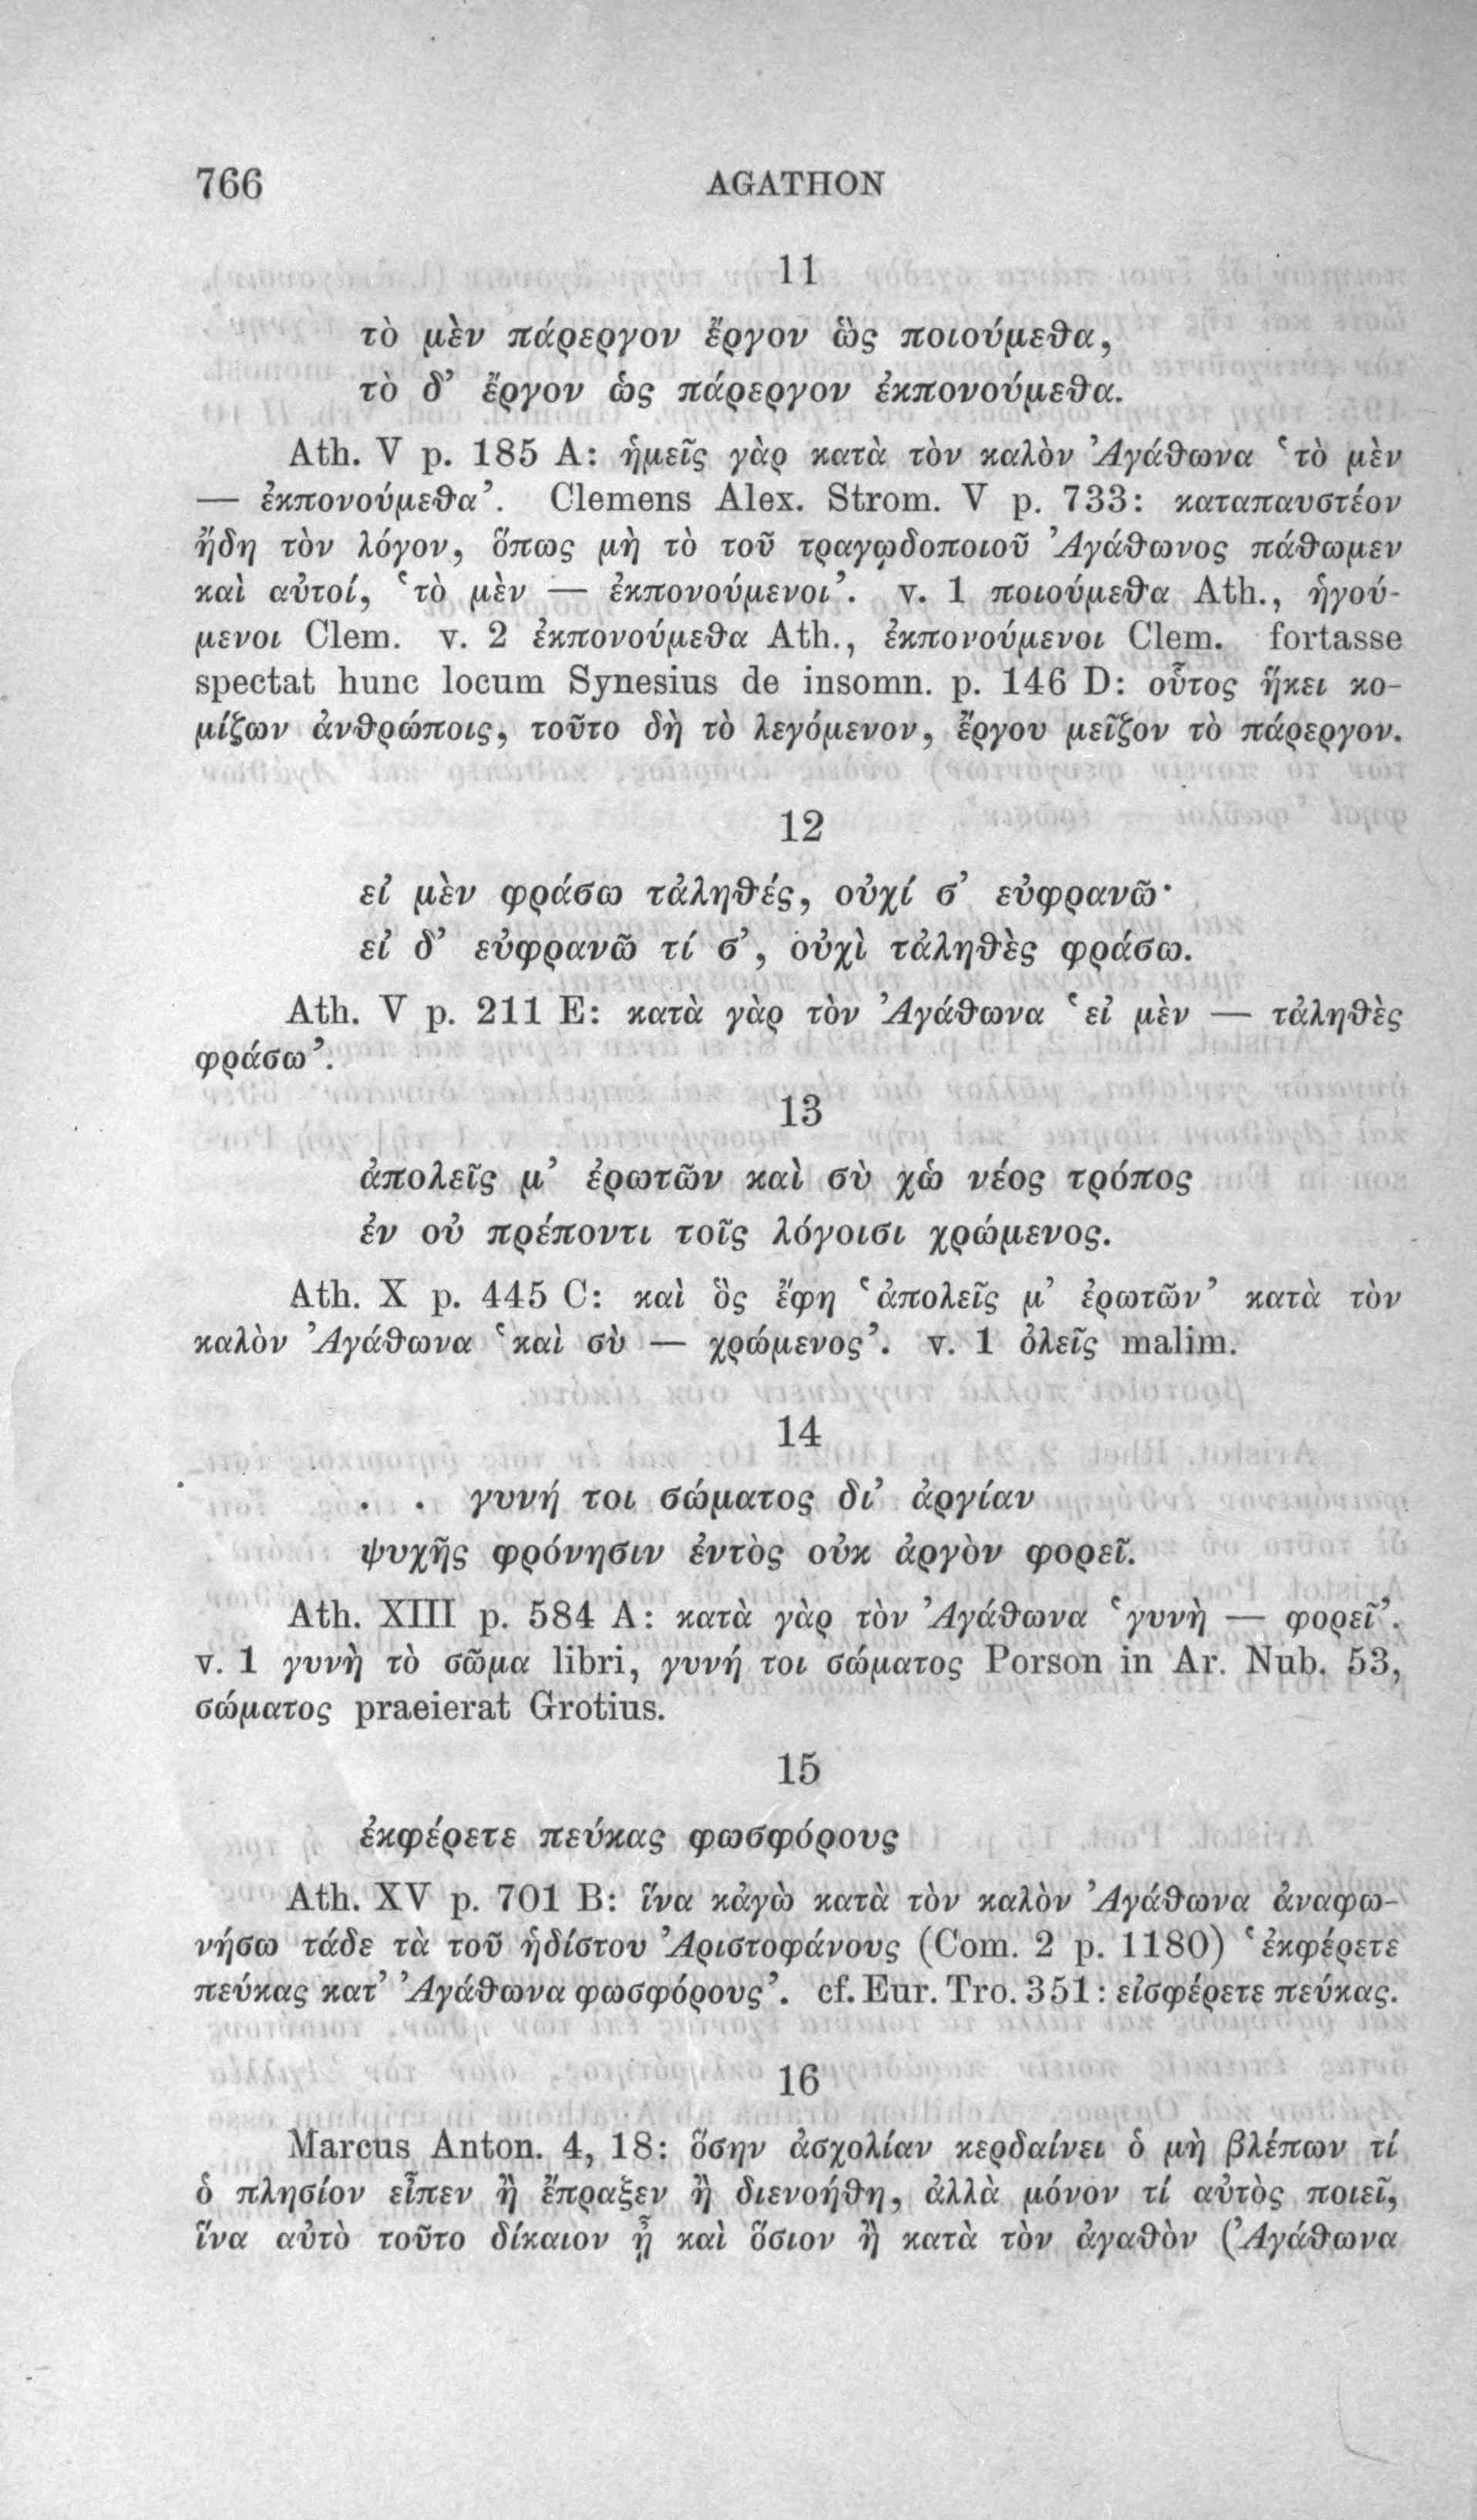 766 AGATHON
11
τὸ μὲν πάρεργον ἔργον ὣς ποιούμεθα,
τὸ δ’ ἔργον ὡς πάρεργον ἐκπονούμεθα.
Ath. V p. 185 A: ἡμεῖς γὰρ κατὰ τὸν καλὸν Ἀγάθωνα ‛τὸ μὲν
— ἐκπονούμεθα’. Clemens Alex. Strom. V p. 733: καταπαυστέον
ἤδη τὸν λόγον, ὅπως μὴ τὸ τοῦ τραγῳδοποιοῦ Ἀγάθωνος πάθωμεν
καὶ αὐτοί, ‛τὸ μὲν — ἐκπονούμενοι’. v. 1 ποιούμεθα Ath., ἡγού-
μενοι Clem. v. 2 ἐκπονούμεθα Ath., ἐκπονούμενοι Clem. fortasse
spectat hunc locum Synesius de insomn. p. 146 D: οὗτος ἥκει κο-
μίζων ἀνθρώποις, τοῦτο δὴ τὸ λεγόμενον, ἔργου μεῖζον τὸ πάρεργον.
12
εἰ μὲν φράσω τἀληθές, οὐχί σ’ εὐφρανῶ·
εἰ δ’ εὐφρανῶ τί σ’, οὐχὶ τἀληθὲς φράσω.
Ath. V p. 211 E: κατὰ γὰρ τὸν Ἀγάθωνα ‛εἰ μὲν — τἀληθὲς
φράσω’.
13
ἀπολεῖς μ’ ἐρωτῶν καὶ σὺ χὠ νέος τρόπος
ἐν οὐ πρέποντι τοῖς λόγοισι χρώμενος.
Ath. X p. 445 C: καὶ ὃς ἔφη ‛ἀπολεῖς μ’ ἐρωτῶν’ κατὰ τὸν
καλὸν Ἀγάθωνα ‛καὶ σὺ — χρώμενος’. v. 1 ὀλεῖς malim.
14
. . γυνή τοι σώματος δι’ ἀργίαν
ψυχῆς φρόνησιν ἐντὸς οὐκ ἀργὸν φορεῖ.
Ath. XIII p. 584 A: κατὰ γὰρ τὸν Ἀγάθωνα ‛γυνὴ — φορεῖ’.
v. 1 γυνὴ τὸ σῶμα libri, γυνή τοι σώματος Porson in Ar. Nub. 53,
σώματος praeierat Grotius.
15
ἐκφέρετε πεύκας φωσφόρους
Ath. XV p. 701 B: ἵνα κἀγὼ κατὰ τὸν καλὸν Ἀγάθωνα ἀναφω-
νήσω τάδε τὰ τοῦ ἡδίστου Ἀριστοφάνους (Com. 2 p. 1180) ‛ἐκφέρετε
πεύκας κατ’ Ἀγάθωνα φωσφόρους’. cf. Eur. Tro. 351: εἰσφέρετε πεύκας.
16
Marcus Anton. 4, 18: ὅσην ἀσχολίαν κερδαίνει ὁ μὴ βλέπων τί
ὁ πλησίον εἶπεν ἢ ἔπραξεν ἢ διενοήθη, ἀλλὰ μόνον τί αὐτὸς ποιεῖ,
ἵνα αὐτὸ τοῦτο δίκαιον ᾖ καὶ ὅσιον ἢ κατὰ τὸν ἀγαθὸν (Ἀγάθωνα